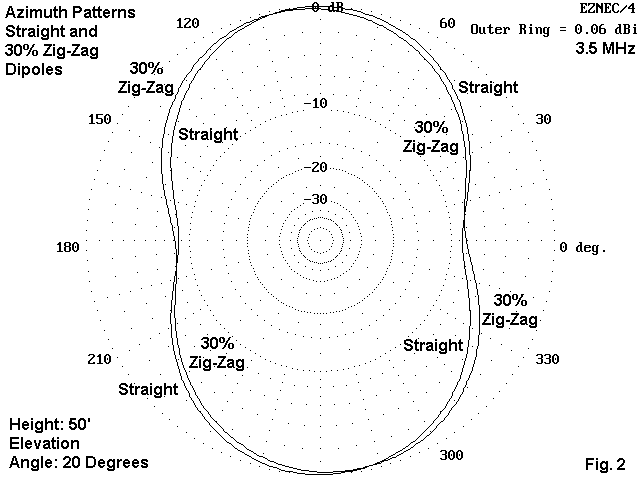 Azimuth Patterns
Straight and
30% Zig-Zag
Dipoles
120
0 dB
60
EZNEC/4
Outer Ring = 0.06 dBi
3.5 MHz
30%
Zig-Zag
Straight
150
Straight
-10
30%
Zig-Zag
30
-20
-30
180
0 deg.
30%
Zig-Zag
30%
Zig-Zag
Straight
210
330
Straight
Height: 50'
Elevation
Angle: 20 Degrees
300
Fig. 2